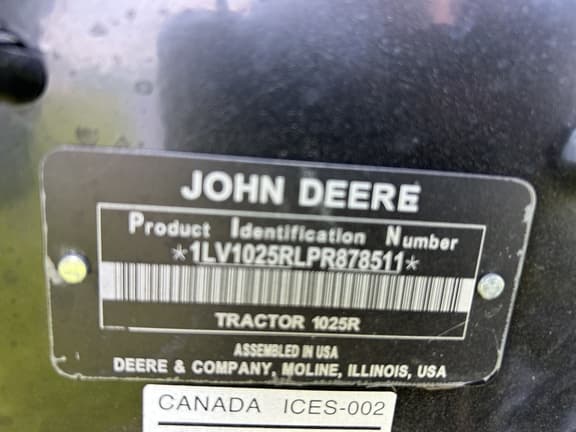 JOHN DEERE
Product Identification Number
*1LV1025RLPR878511*
TRACTOR 1025R
ASSEMBLED IN USA
DEERE & COMPANY, MOLINE, ILLINOIS, USA
CANADA ICES-002